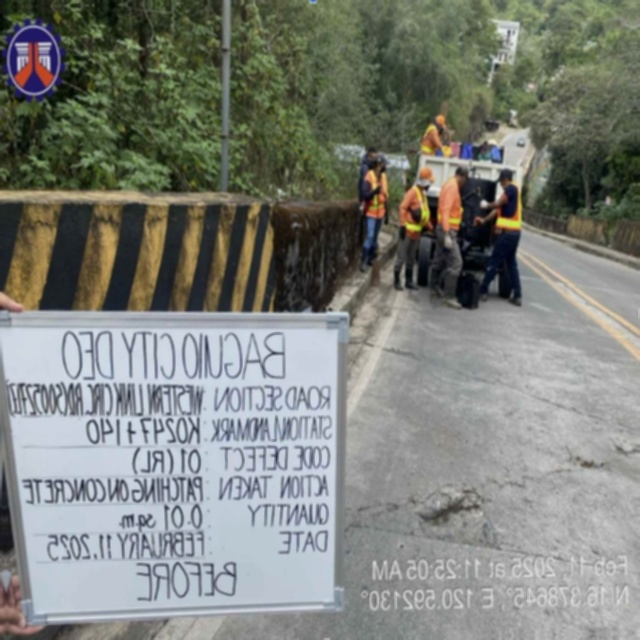 BAGUIO CITY DEO
ROAD SECTION : WESTERN LINK CIRCL RD(S00527LZ)
STATION/LANDMARK : K0247+140
CODE DEFECT : 01 (RL)
ACTION TAKEN : PATCHING ON CONCRETE
QUANTITY : 0.01 sq.m.
DATE : FEBRUARY 11, 2025
BEFORE
Feb 11, 2025 at 11:25:05 AM
N 16.378645°, E 120.592130°